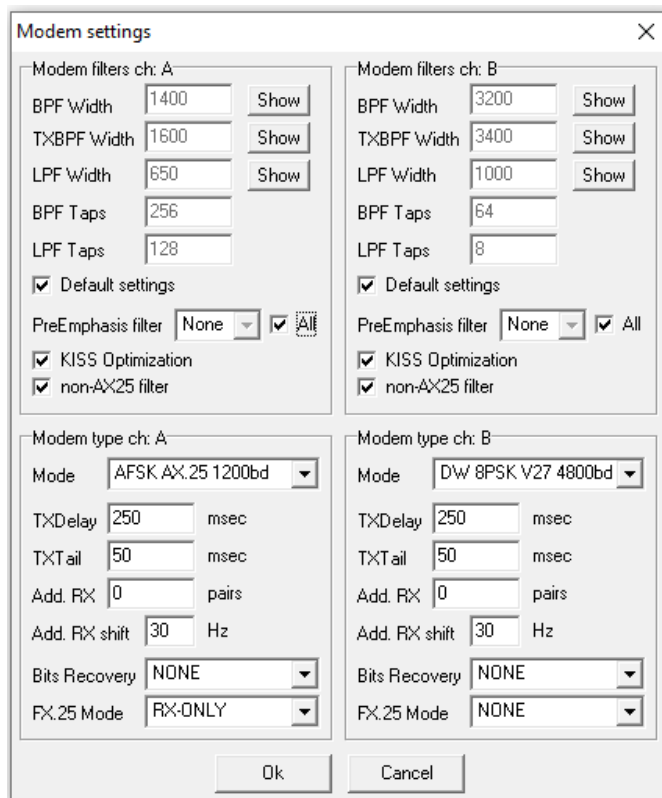 Modem settings
Modem filters ch: A
BPF Width 1400 Show
TXBPF Width 1600 Show
LPF Width 650 Show
BPF Taps 256
LPF Taps 128
Default settings
PreEmphasis filter None All
KISS Optimization
non-AX25 filter
Modem filters ch: B
BPF Width 3200 Show
TXBPF Width 3400 Show
LPF Width 1000 Show
BPF Taps 64
LPF Taps 8
Default settings
PreEmphasis filter None All
KISS Optimization
non-AX25 filter
Modem type ch: A
Mode AFSK AX.25 1200bd
TXDelay 250 msec
TXTail 50 msec
Add. RX 0 pairs
Add. RX shift 30 Hz
Bits Recovery NONE
FX.25 Mode RX-ONLY
Modem type ch: B
Mode DW 8PSK V27 4800bd
TXDelay 250 msec
TXTail 50 msec
Add. RX 0 pairs
Add. RX shift 30 Hz
Bits Recovery NONE
FX.25 Mode NONE
Ok Cancel